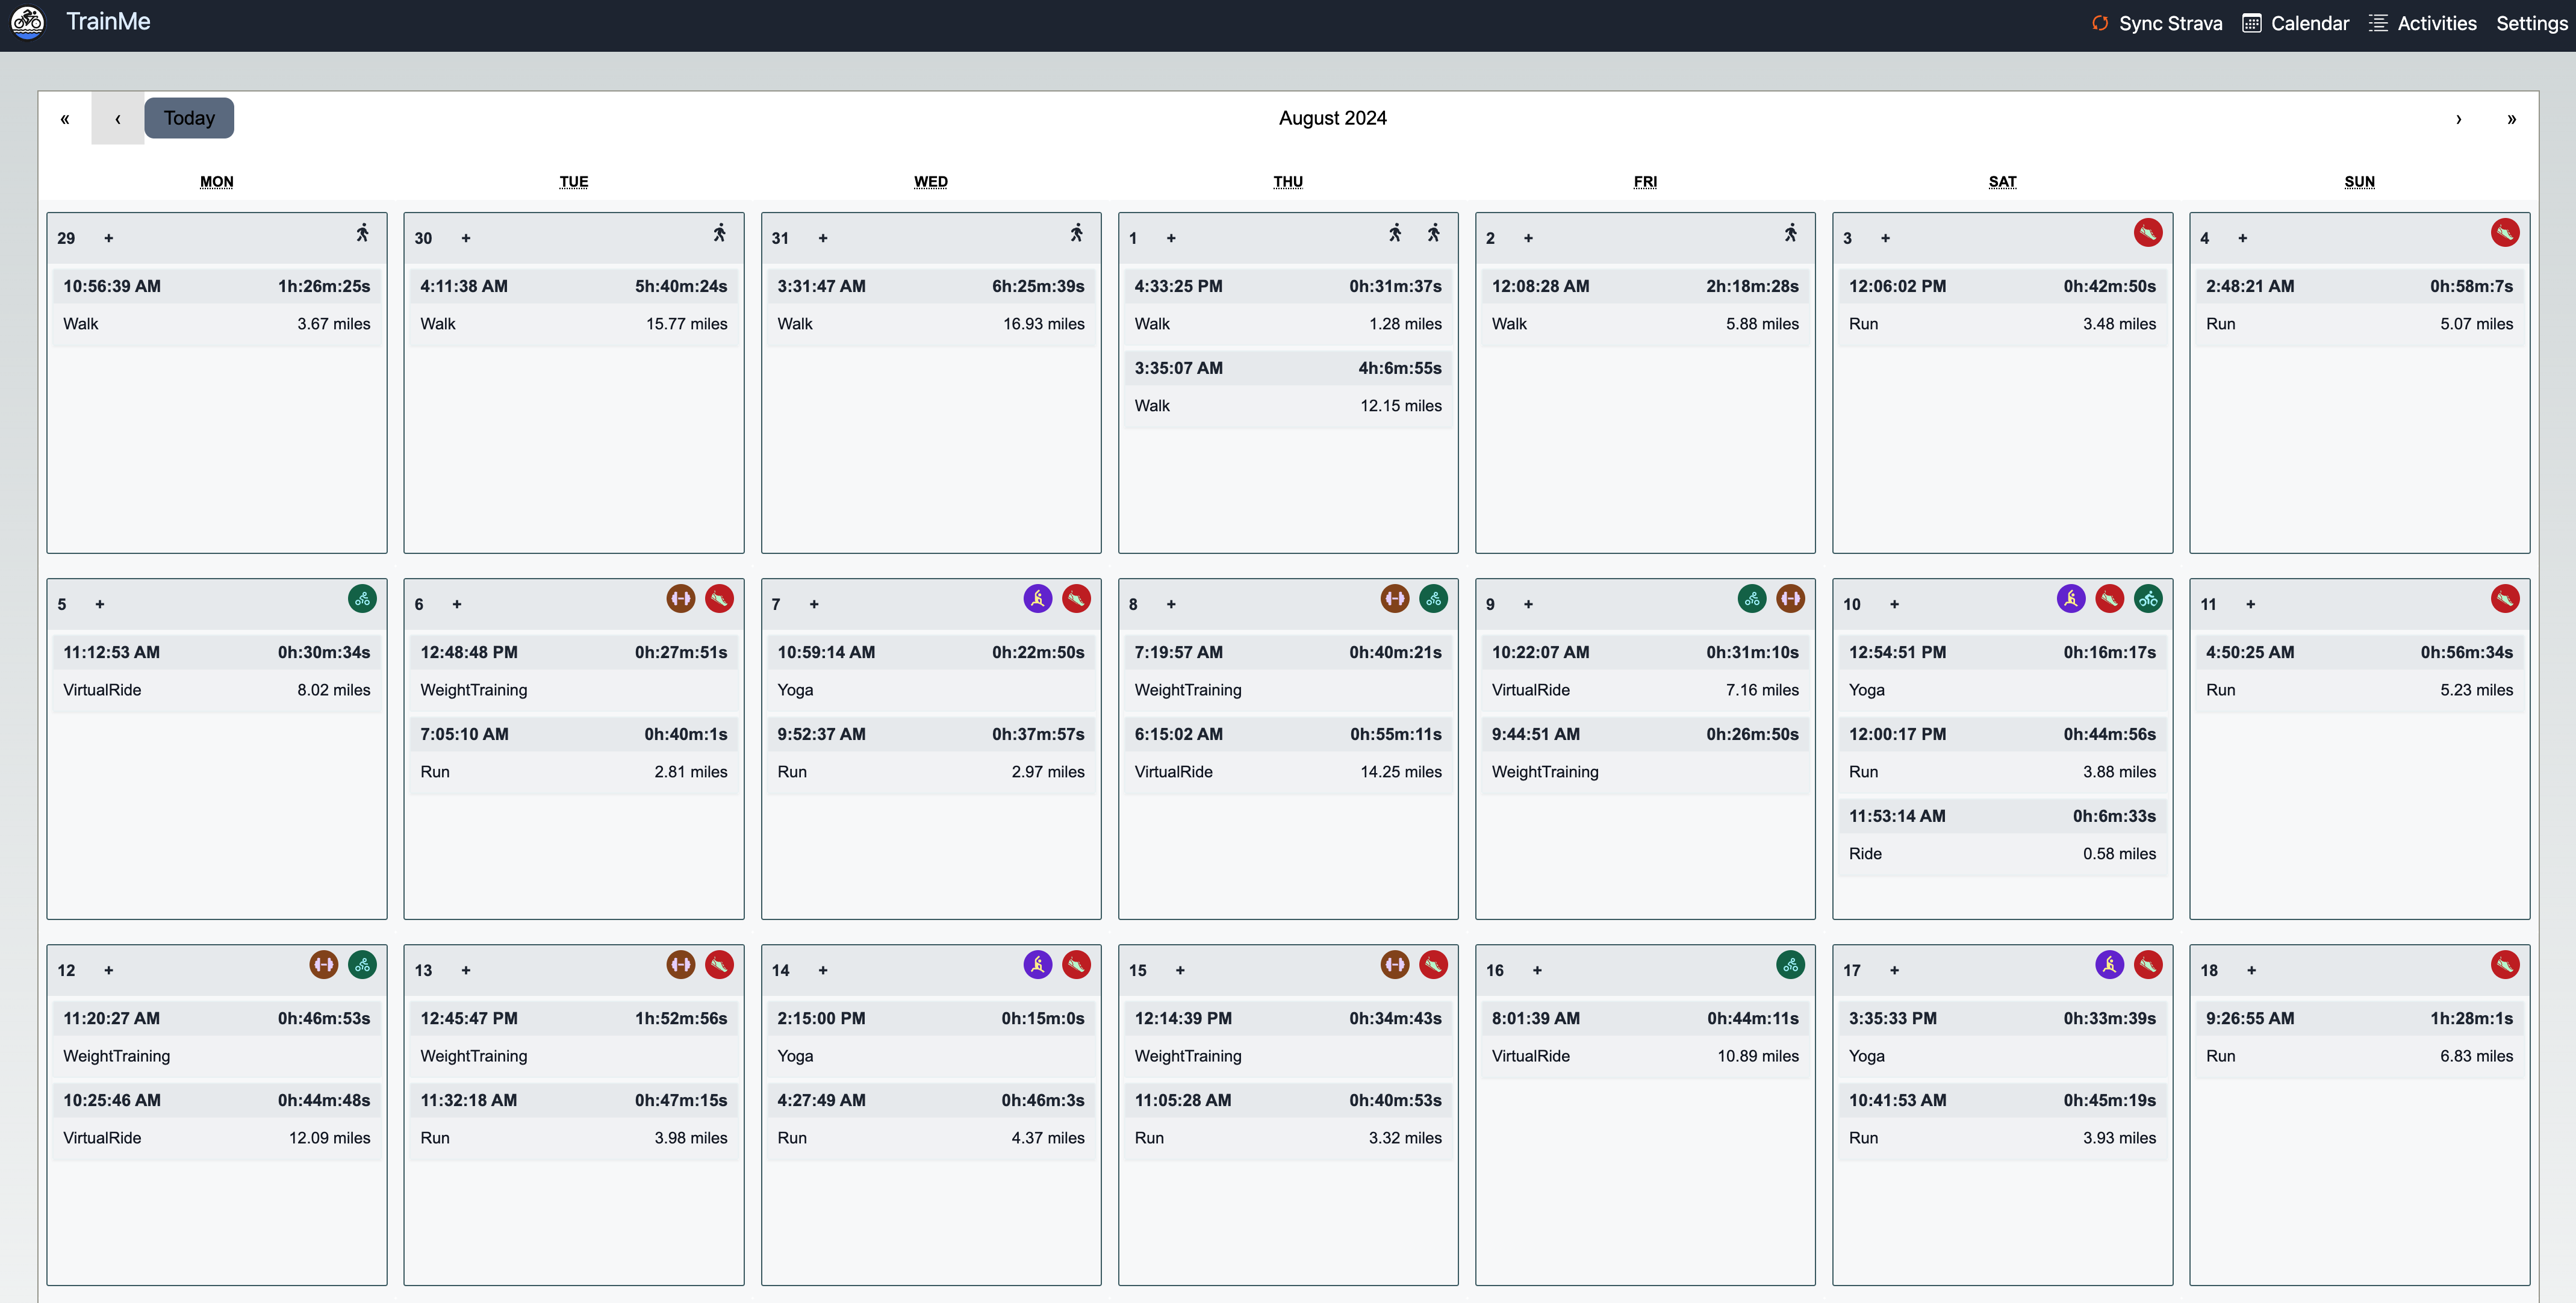 TrainMe Sync Strava Calendar Activities Settings
« ‹ Today August 2024 › »
MON TUE WED THU FRI SAT SUN
29 + 30 + 31 + 1 + 2 + 3 + 4 +
10:56:39 AM 1h:26m:25s 4:11:38 AM 5h:40m:24s 3:31:47 AM 6h:25m:39s 4:33:25 PM 0h:31m:37s 12:08:28 AM 2h:18m:28s 12:06:02 PM 0h:42m:50s 2:48:21 AM 0h:58m:7s
Walk 3.67 miles Walk 15.77 miles Walk 16.93 miles Walk 1.28 miles Walk 5.88 miles Run 3.48 miles Run 5.07 miles
3:35:07 AM 4h:6m:55s
Walk 12.15 miles
5 + 6 + 7 + 8 + 9 + 10 + 11 +
11:12:53 AM 0h:30m:34s 12:48:48 PM 0h:27m:51s 10:59:14 AM 0h:22m:50s 7:19:57 AM 0h:40m:21s 10:22:07 AM 0h:31m:10s 12:54:51 PM 0h:16m:17s 4:50:25 AM 0h:56m:34s
VirtualRide 8.02 miles WeightTraining Yoga WeightTraining VirtualRide 7.16 miles Yoga Run 5.23 miles
7:05:10 AM 0h:40m:1s 9:52:37 AM 0h:37m:57s 6:15:02 AM 0h:55m:11s 9:44:51 AM 0h:26m:50s 12:00:17 PM 0h:44m:56s
Run 2.81 miles Run 2.97 miles VirtualRide 14.25 miles WeightTraining Run 3.88 miles
11:53:14 AM 0h:6m:33s
Ride 0.58 miles
12 + 13 + 14 + 15 + 16 + 17 + 18 +
11:20:27 AM 0h:46m:53s 12:45:47 PM 1h:52m:56s 2:15:00 PM 0h:15m:0s 12:14:39 PM 0h:34m:43s 8:01:39 AM 0h:44m:11s 3:35:33 PM 0h:33m:39s 9:26:55 AM 1h:28m:1s
WeightTraining WeightTraining Yoga WeightTraining VirtualRide 10.89 miles Yoga Run 6.83 miles
10:25:46 AM 0h:44m:48s 11:32:18 AM 0h:47m:15s 4:27:49 AM 0h:46m:3s 11:05:28 AM 0h:40m:53s 10:41:53 AM 0h:45m:19s
VirtualRide 12.09 miles Run 3.98 miles Run 4.37 miles Run 3.32 miles Run 3.93 miles